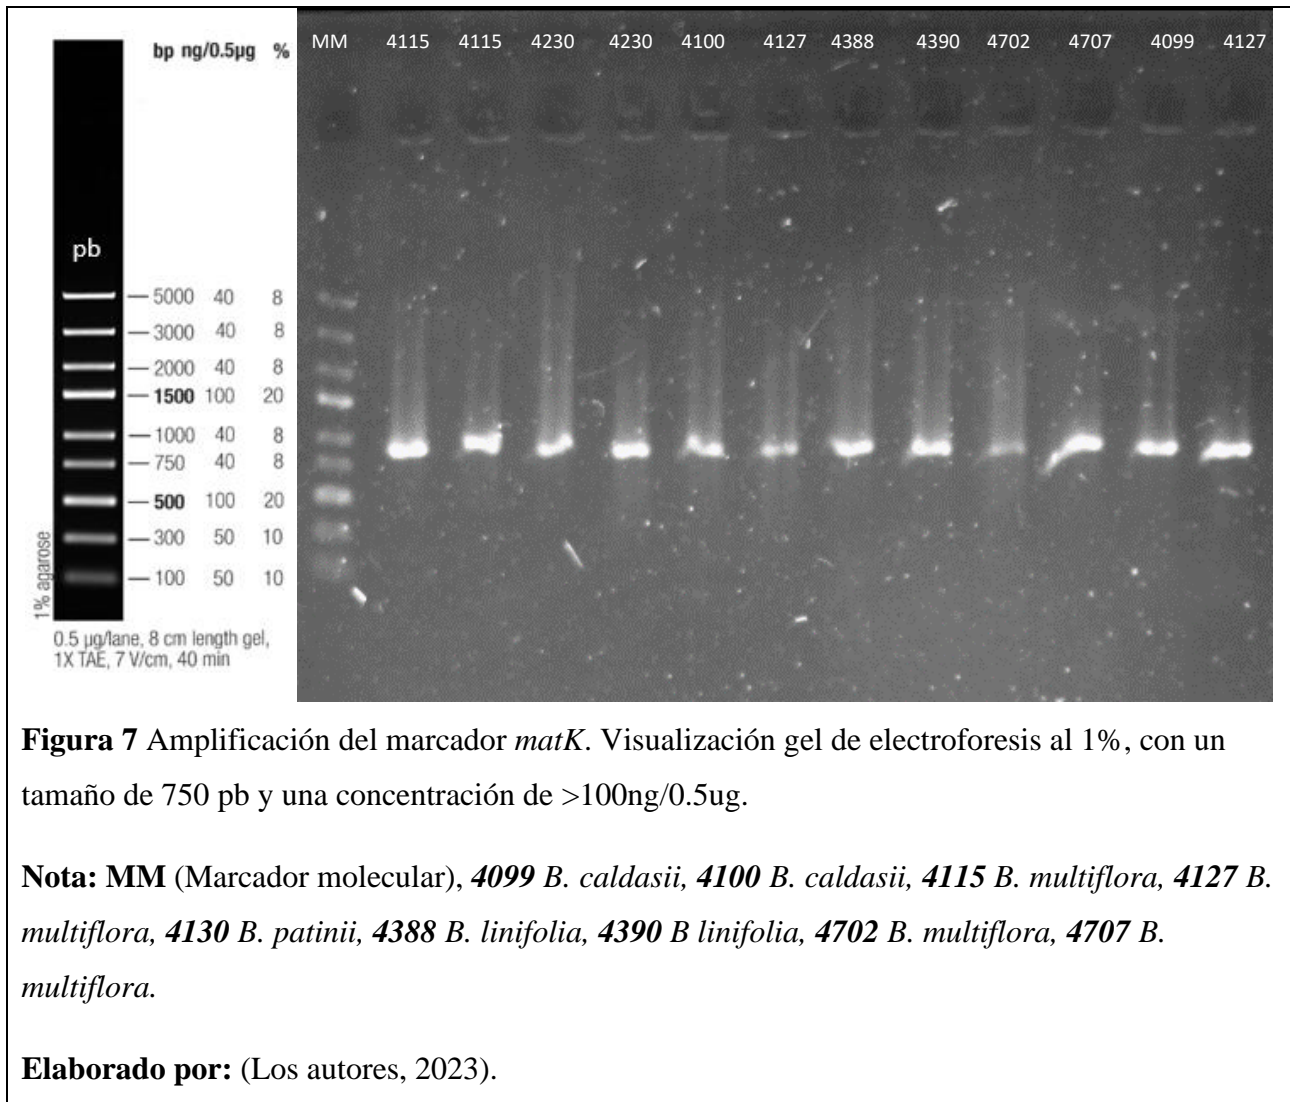 bp ng/0.5µg %
MM 4115 4115 4230 4230 4100 4127 4388 4390 4702 4707 4099 4127
pb
5000 40 8
3000 40 8
2000 40 8
1500 100 20
1000 40 8
750 40 8
500 100 20
300 50 10
100 50 10
1% agarose
0.5 µg/lane, 8 cm length gel,
1X TAE, 7 V/cm, 40 min
Figura 7 Amplificación del marcador matK. Visualización gel de electroforesis al 1%, con un
tamaño de 750 pb y una concentración de >100ng/0.5ug.
Nota: MM (Marcador molecular), 4099 B. caldasii, 4100 B. caldasii, 4115 B. multiflora, 4127 B.
multiflora, 4130 B. patinii, 4388 B. linifolia, 4390 B linifolia, 4702 B. multiflora, 4707 B.
multiflora.
Elaborado por: (Los autores, 2023).